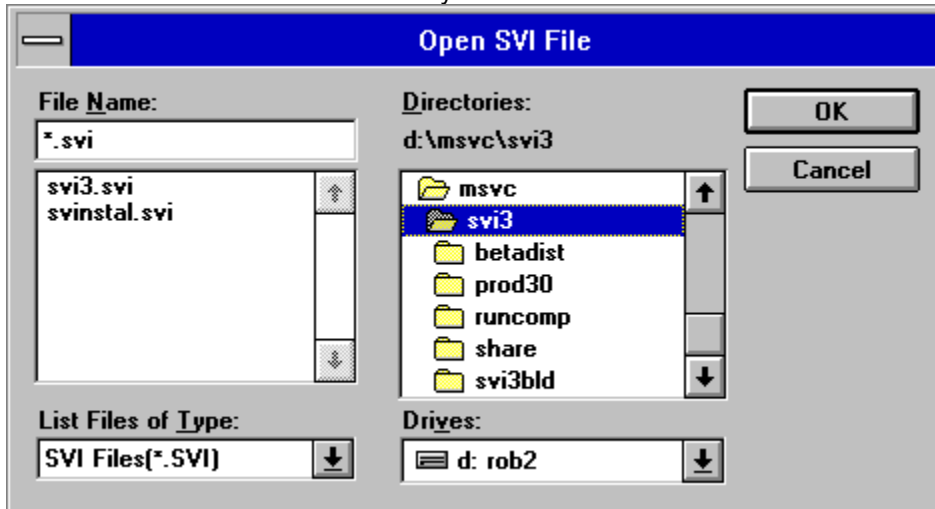 Open SVI File
File Name:
*.svi
svi3.svi
svinstal.svi
List Files of Type:
SVI Files(*.SVI)
Directories:
d:\msvc\svi3
msvc
svi3
betadist
prod30
runcomp
share
svi3bld
Drives:
d: rob2
OK
Cancel